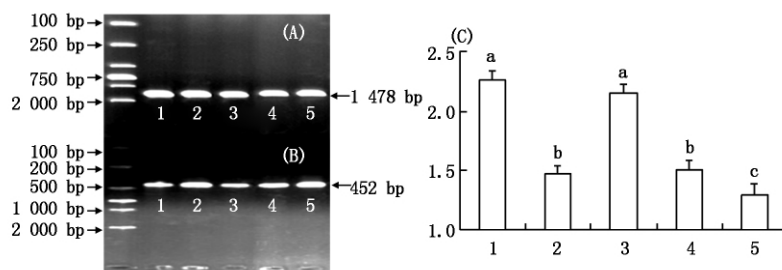 100 bp
250 bp
750 bp
2 000 bp
(A)
1 2 3 4 5
1 478 bp
100 bp
200 bp
500 bp
1 000 bp
2 000 bp
(B)
1 2 3 4 5
452 bp
(C)
2.5
2.0
1.5
1.0
a
b
a
b
c
1 2 3 4 5